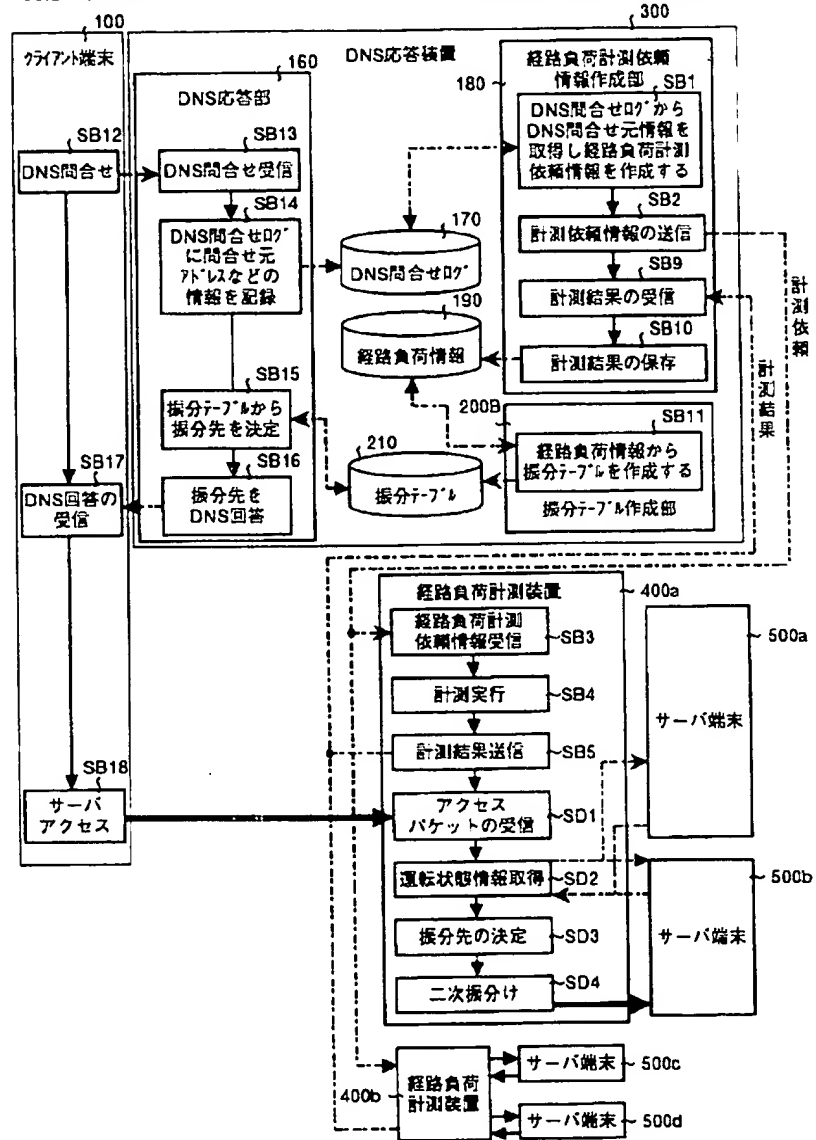 300
100
クライアント端末
DNS応答装置
160
DNS応答部
SB12
DNS問合せ
SB13
DNS問合せ受信
SB14
DNS問合せログ
に問合せ元
アドレスなどの
情報を記録
SB15
振分テーブルから
振分先を決定
SB16
振分先を
DNS回答
SB17
DNS回答の
受信
170
DNS問合せログ
190
経路負荷情報
210
振分テーブル
180
経路負荷計測依頼
情報作成部
SB1
DNS問合せログから
DNS問合せ元情報を
取得し経路負荷計測
依頼情報を作成する
SB2
計測依頼情報の送信
SB9
計測結果の受信
SB10
計測結果の保存
200B
SB11
経路負荷情報から
振分テーブルを作成する
振分テーブル作成部
計測結果
計測依頼
経路負荷計測装置
400a
経路負荷計測
依頼情報受信
SB3
計測実行
SB4
計測結果送信
SB5
SB18
サーバ
アクセス
アクセス
パケットの受信
SD1
運転状態情報取得
SD2
振分先の決定
SD3
二次振分け
SD4
500a
サーバ端末
500b
サーバ端末
400b
経路負荷
計測装置
サーバ端末
500c
サーバ端末
500d